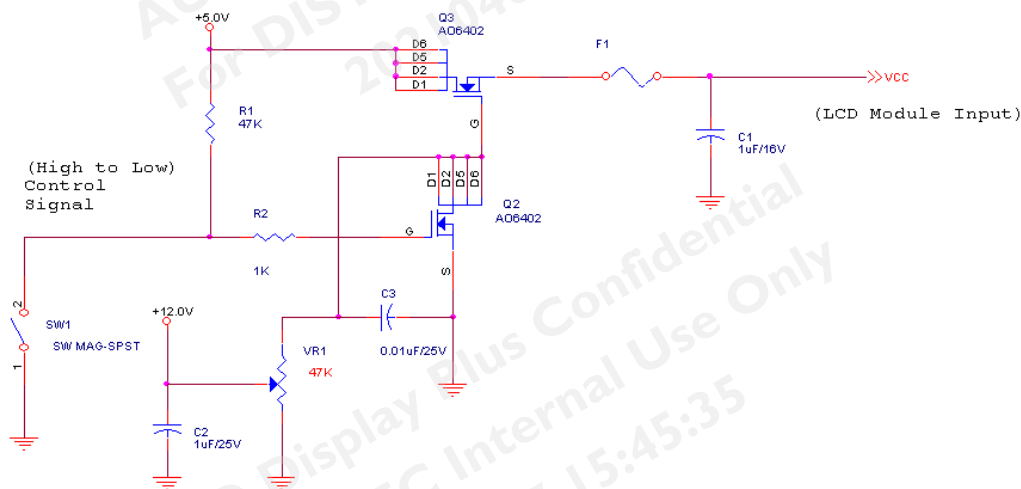 +5.0V
Q3
AO6402
D6
D5
D2
D1
S
G
F1
VCC
(LCD Module Input)
C1
1uF/16V
R1
47K
(High to Low)
Control
Signal
R2
1K
G
D1
D2
D5
D6
Q2
AO6402
S
C3
0.01uF/25V
2
SW1
SW MAG-SPST
1
+12.0V
VR1
47K
C2
1uF/25V
Display Plus Confidential
Internal Use Only
15:45:35